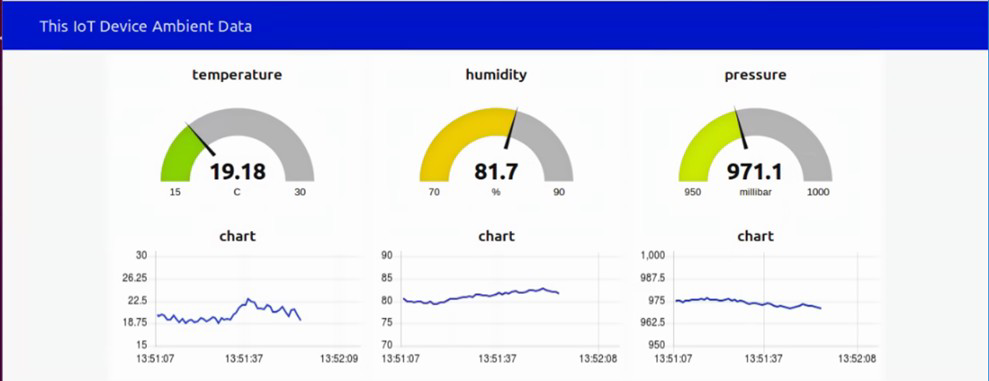 This IoT Device Ambient Data
temperature
19.18
15 C 30
humidity
81.7
70 % 90
pressure
971.1
950 millibar 1000
chart
30
26.25
22.5
18.75
15
13:51:07 13:51:37 13:52:09
chart
90
85
80
75
70
13:51:07 13:51:37 13:52:08
chart
1,000
987.5
975
962.5
950
13:51:07 13:51:37 13:52:08